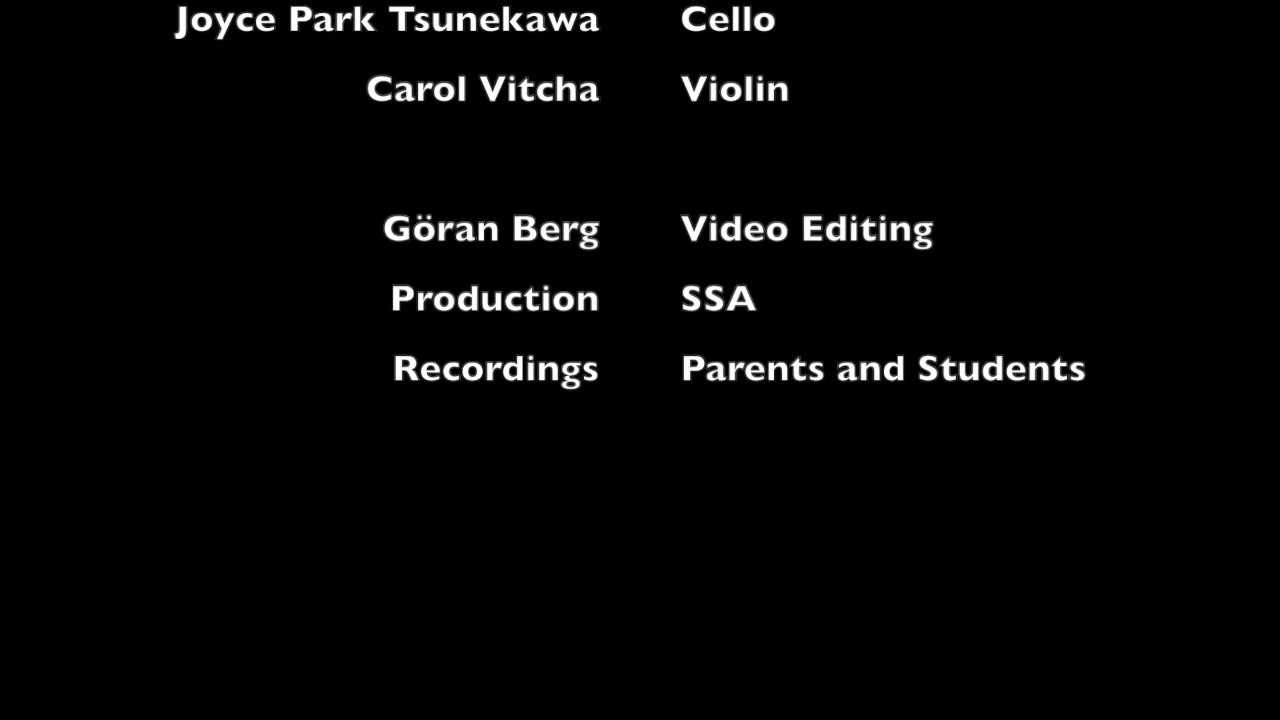 Joyce Park Tsunekawa Cello
Carol Vitcha Violin
Göran Berg Video Editing
Production SSA
Recordings Parents and Students